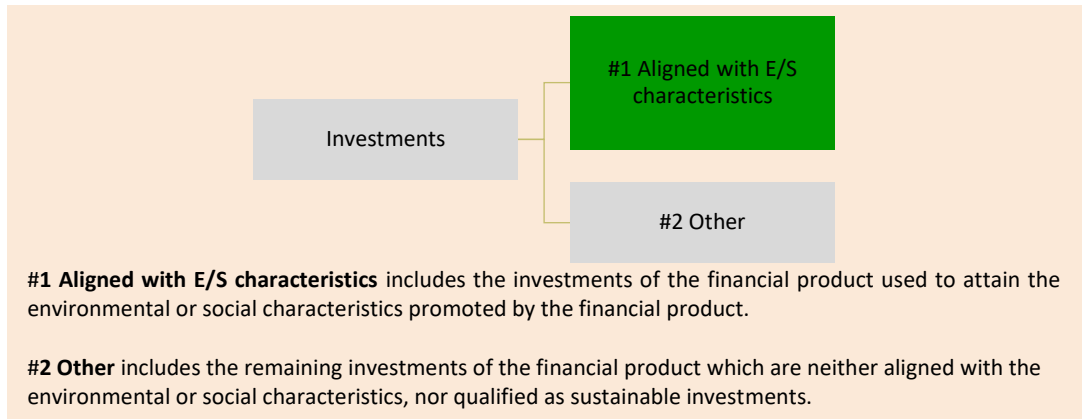 #1 Aligned with E/S
characteristics
Investments
#2 Other
#1 Aligned with E/S characteristics includes the investments of the financial product used to attain the
environmental or social characteristics promoted by the financial product.
#2 Other includes the remaining investments of the financial product which are neither aligned with the
environmental or social characteristics, nor qualified as sustainable investments.